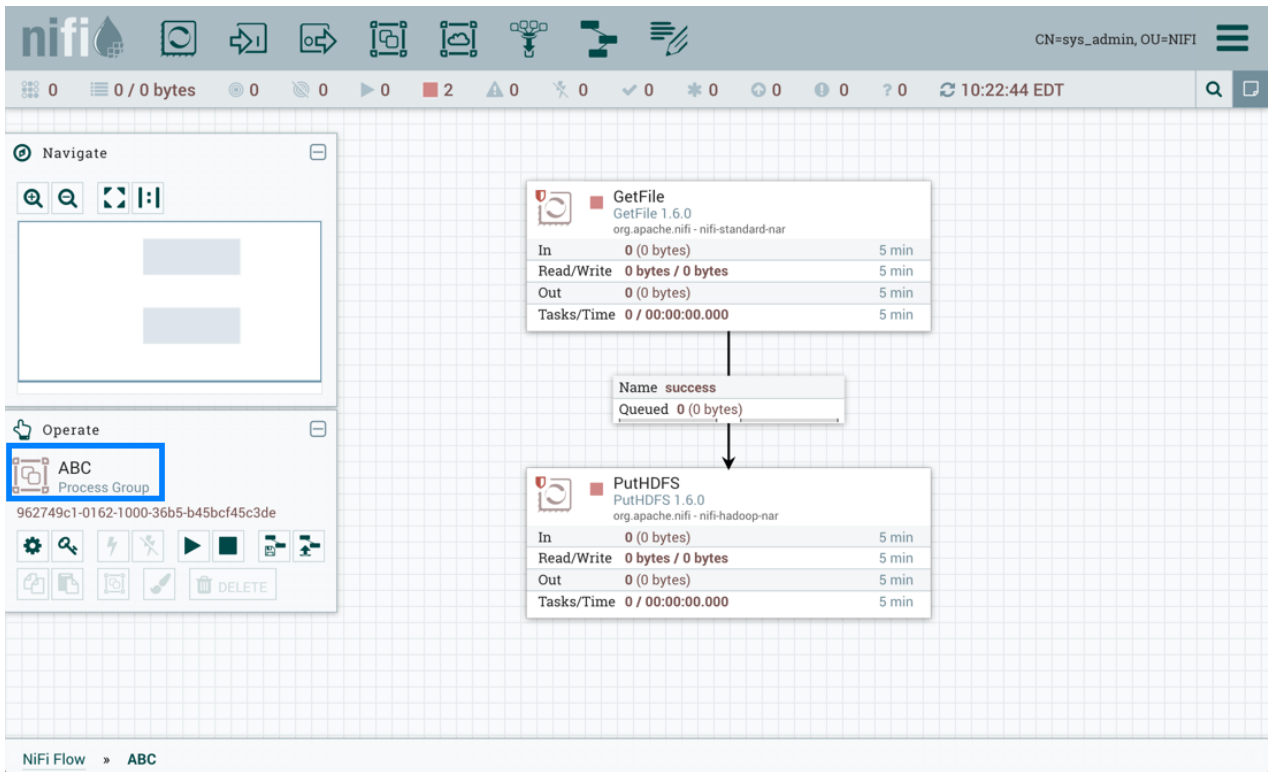 nifi
CN=sys_admin, OU=NIFI
0 0 / 0 bytes 0 0 0 2 0 0 0 0 0 0 ? 0 10:22:44 EDT
Navigate
GetFile
GetFile 1.6.0
org.apache.nifi - nifi-standard-nar
In 0 (0 bytes) 5 min
Read/Write 0 bytes / 0 bytes 5 min
Out 0 (0 bytes) 5 min
Tasks/Time 0 / 00:00:00.000 5 min
Name success
Queued 0 (0 bytes)
Operate
ABC
Process Group
962749c1-0162-1000-36b5-b45bcf45c3de
DELETE
PutHDFS
PutHDFS 1.6.0
org.apache.nifi - nifi-hadoop-nar
In 0 (0 bytes) 5 min
Read/Write 0 bytes / 0 bytes 5 min
Out 0 (0 bytes) 5 min
Tasks/Time 0 / 00:00:00.000 5 min
NiFi Flow » ABC